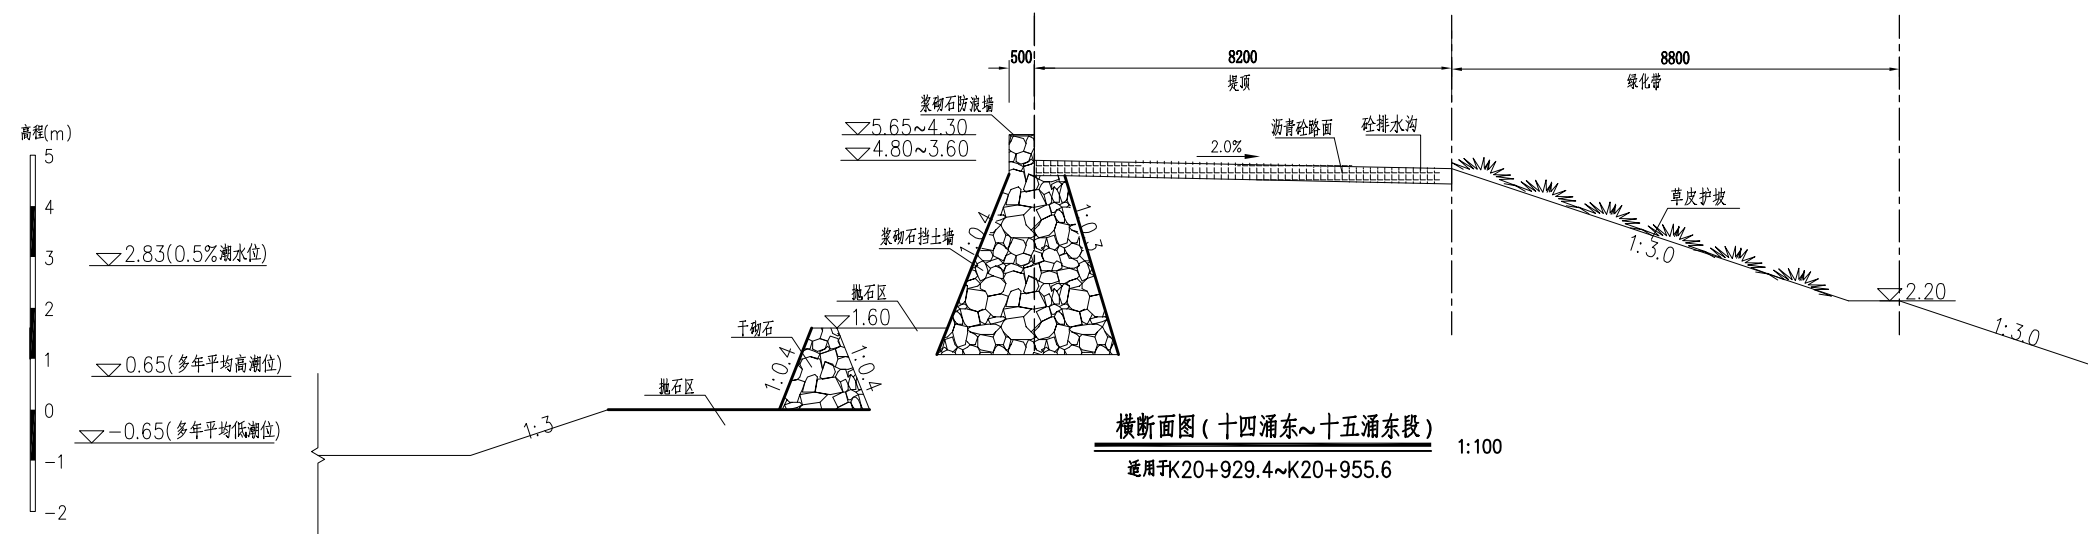 500
8200
8800
堤顶
绿化带
浆砌石防浪墙
5.65~4.30
4.80~3.60
2.0%
沥青砼路面
砼排水沟
高程(m)
5
4
3
2
1
0
-1
-2
2.83(0.5%潮水位)
0.65(多年平均高潮位)
-0.65(多年平均低潮位)
浆砌石挡土墙
1:0.4
1:0.3
草皮护坡
1:3.0
2.20
1:3.0
抛石区
1.60
干砌石
1:0.4
1:0.4
抛石区
1:3
横断面图(十四涌东~十五涌东段)
1:100
适用于K20+929.4~K20+955.6